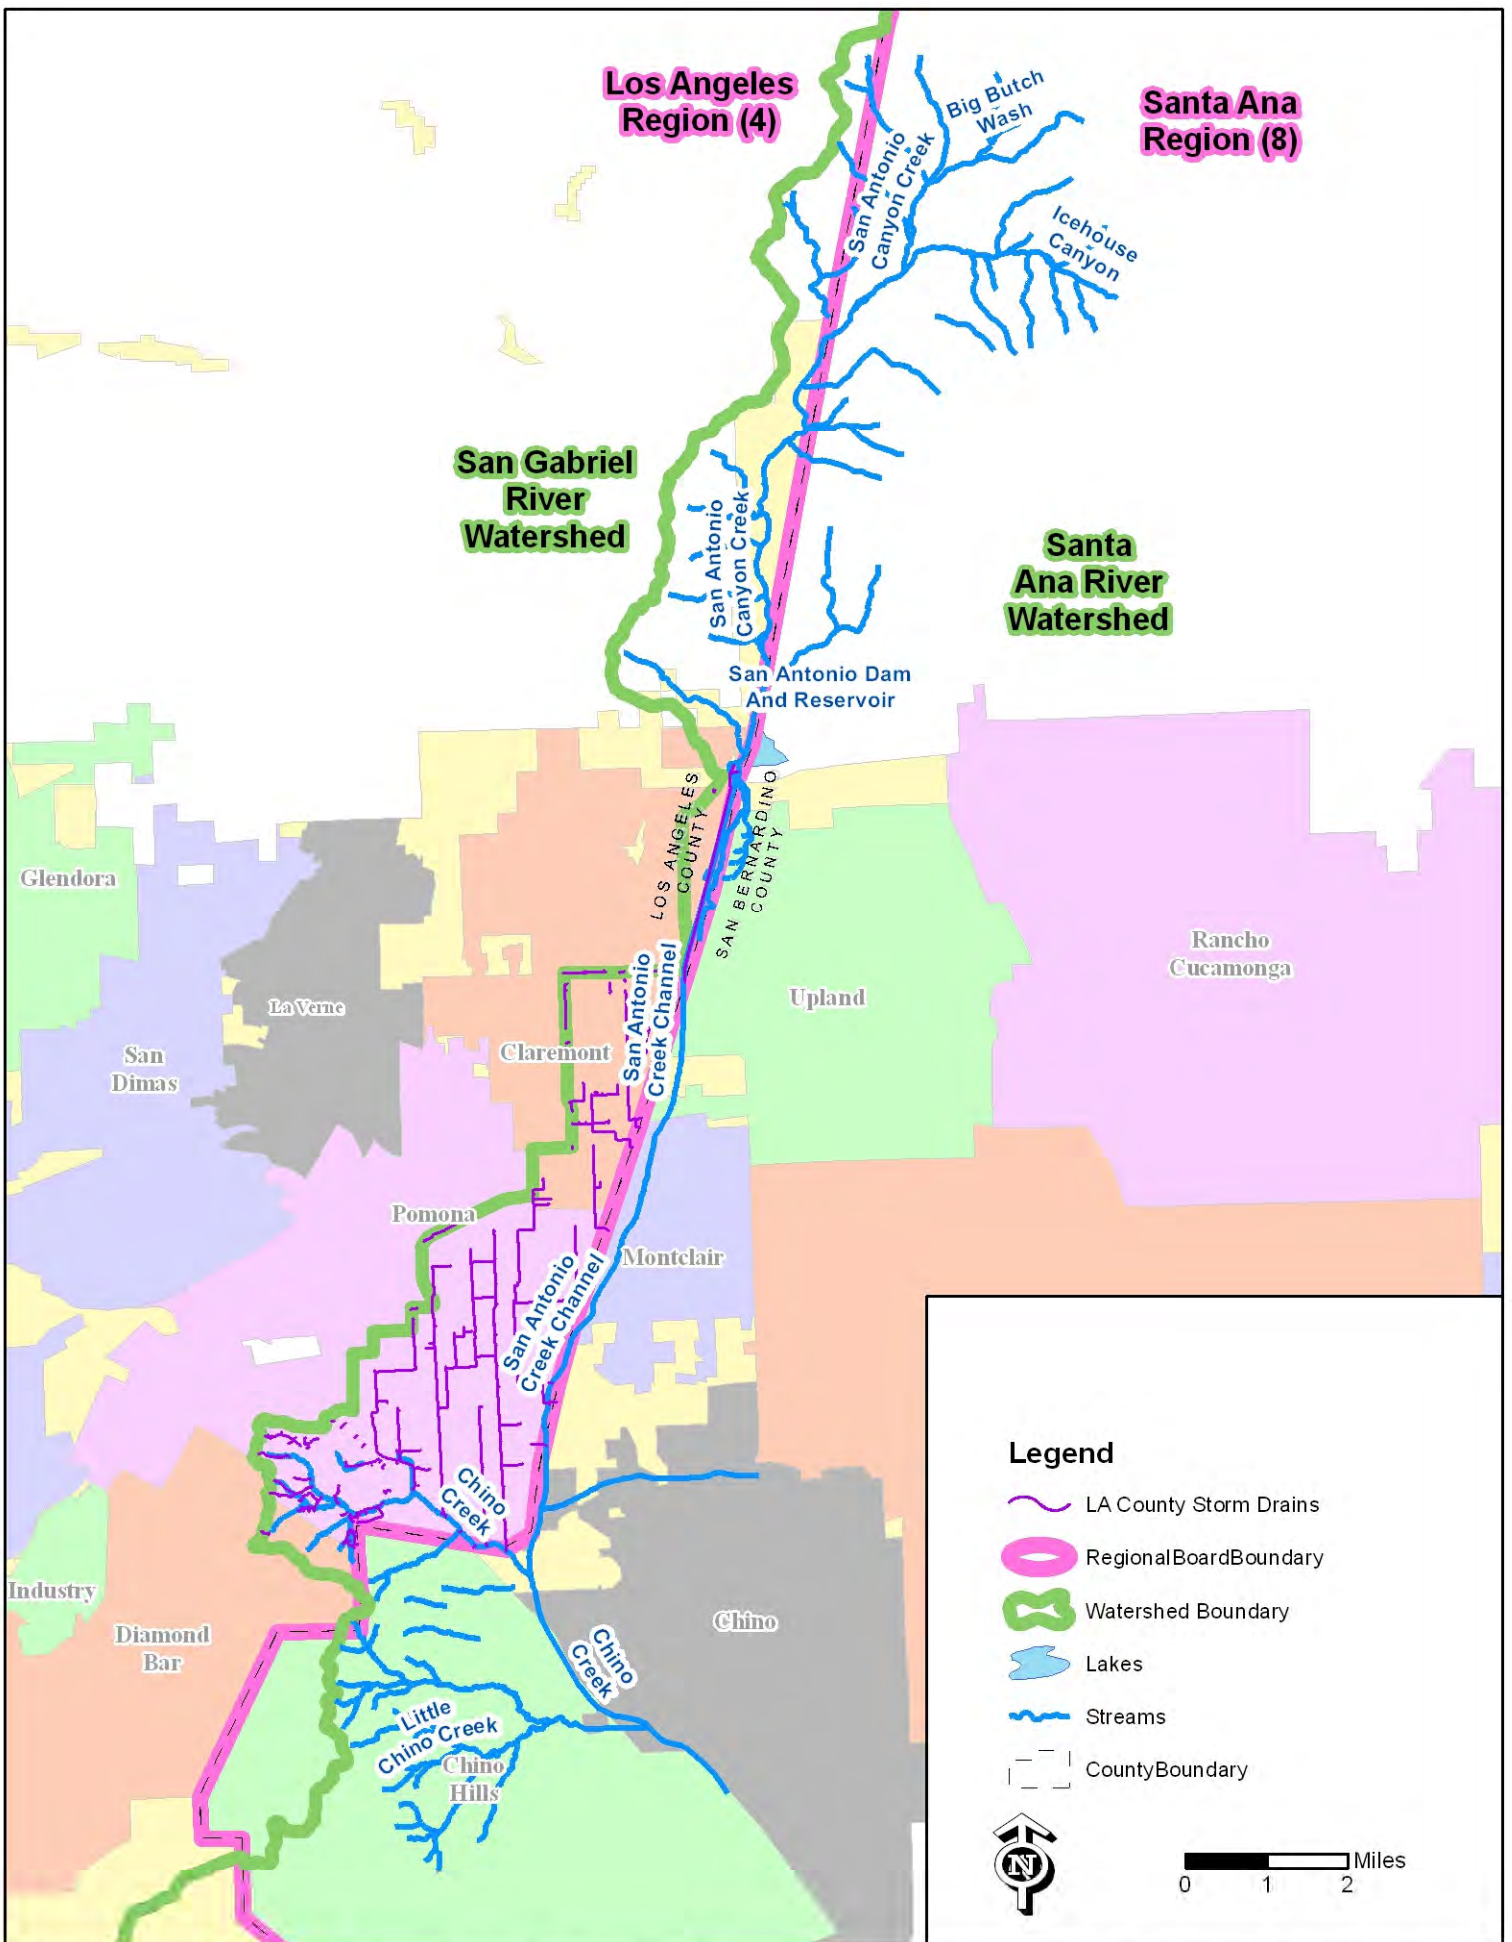 Los Angeles
Region (4)
Santa Ana
Region (8)
Big Butch
Wash
San Antonio
Canyon Creek
Icehouse
Canyon
San Gabriel
River
Watershed
San Antonio
Canyon Creek
Santa
Ana River
Watershed
San Antonio Dam
And Reservoir
LOS ANGELES
COUNTY
SAN BERNARDINO
COUNTY
Glendora
San
Dimas
La Verne
Claremont
San Antonio
Creek Channel
Upland
Rancho
Cucamonga
Pomona
Montclair
San Antonio
Creek Channel
Chino
Creek
Industry
Diamond
Bar
Chino
Chino
Creek
Little
Chino Creek
Chino
Hills
Legend
LA County Storm Drains
RegionalBoardBoundary
Watershed Boundary
Lakes
Streams
CountyBoundary
N
Miles
0 1 2